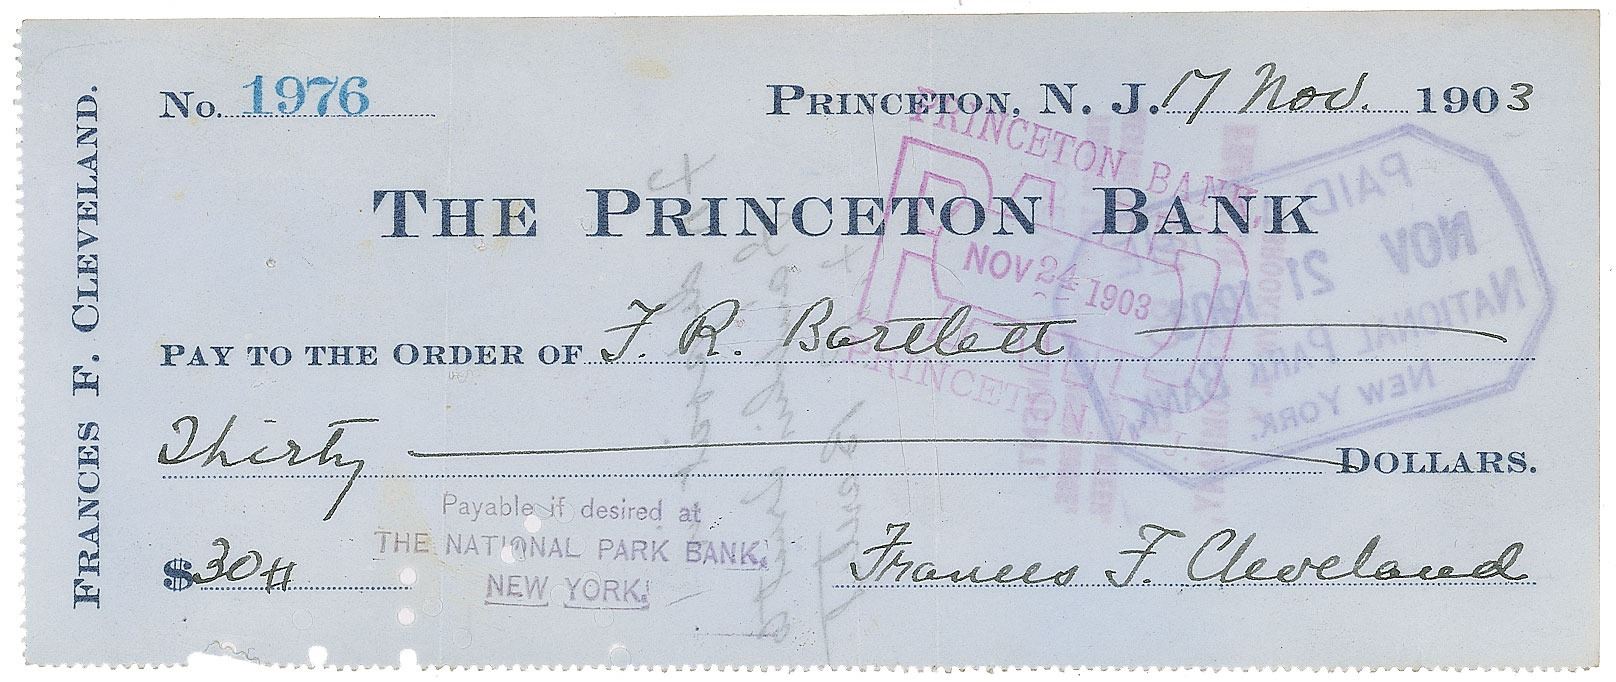 FRANCES F. CLEVELAND.
No. 1976
PRINCETON, N. J. 17 Nov. 1903
THE PRINCETON BANK
PAY TO THE ORDER OF F. R. Bartlett
Thirty DOLLARS.
$30
Frances F. Cleveland
Payable if desired at
THE NATIONAL PARK BANK,
NEW YORK.
PRINCETON BANK,
PAID
NOV 24 1903
PRINCETON N. J.
PAID
NOV 21 1903
NATIONAL PARK BANK,
NEW YORK.